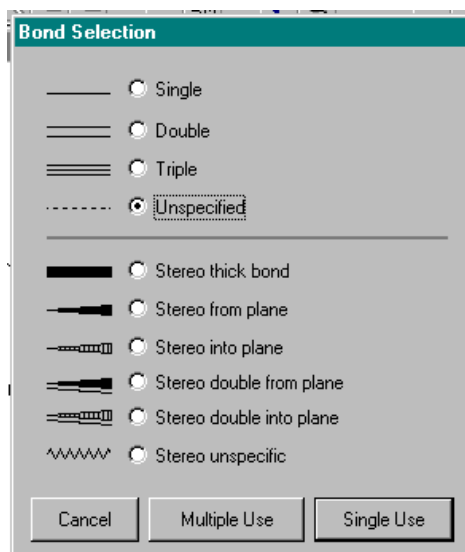 Bond Selection
Single
Double
Triple
Unspecified
Stereo thick bond
Stereo from plane
Stereo into plane
Stereo double from plane
Stereo double into plane
Stereo unspecific
Cancel Multiple Use Single Use